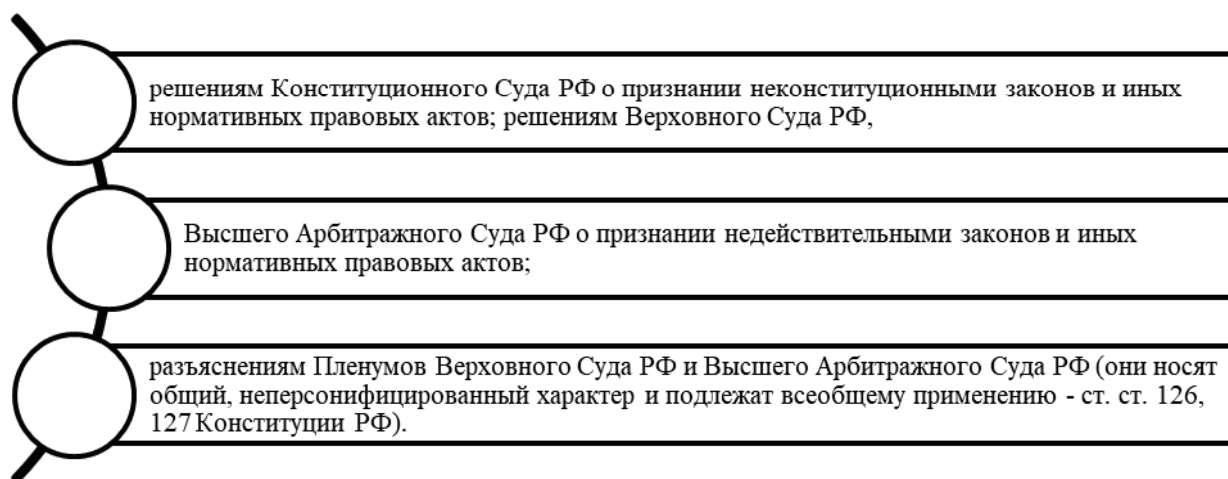 решениям Конституционного Суда РФ о признании неконституционными законов и иных
нормативных правовых актов; решениям Верховного Суда РФ,
Высшего Арбитражного Суда РФ о признании недействительными законов и иных
нормативных правовых актов;
разъяснениям Пленумов Верховного Суда РФ и Высшего Арбитражного Суда РФ (они носят
общий, неперсонифицированный характер и подлежат всеобщему применению - ст. ст. 126,
127 Конституции РФ).